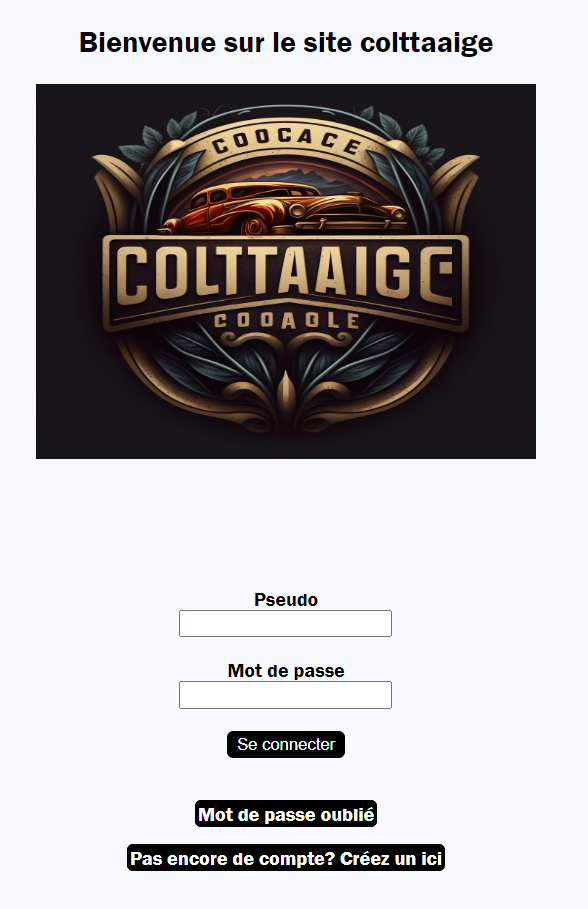 Bienvenue sur le site colttaaige
COOCACE
COLTTAAIGE
COOAOLE
Pseudo
Mot de passe
Se connecter
Mot de passe oublié
Pas encore de compte? Créez un ici